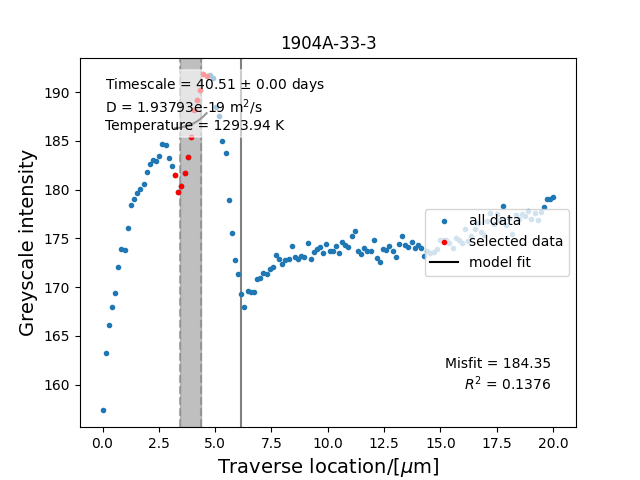 1904A-33-3
Timescale = 40.51 ± 0.00 days
D = 1.93793e-19 m²/s
Temperature = 1293.94 K
all data
selected data
model fit
Misfit = 184.35
R² = 0.1376
Greyscale intensity
190
185
180
175
170
165
160
0.0 2.5 5.0 7.5 10.0 12.5 15.0 17.5 20.0
Traverse location/[μm]